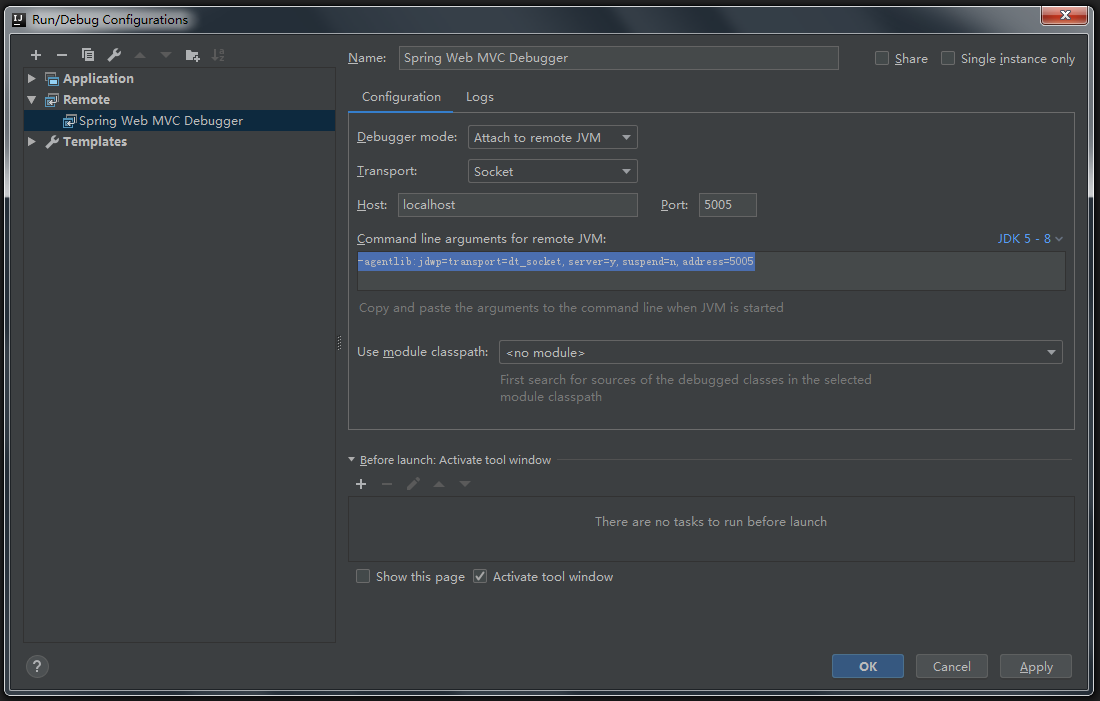 IJ Run/Debug Configurations
Application
Remote
Spring Web MVC Debugger
Templates
Name: Spring Web MVC Debugger Share Single instance only
Configuration Logs
Debugger mode: Attach to remote JVM
Transport: Socket
Host: localhost Port: 5005
Command line arguments for remote JVM: JDK 5 - 8
-agentlib:jdwp=transport=dt_socket,server=y,suspend=n,address=5005
Copy and paste the arguments to the command line when JVM is started
Use module classpath: <no module>
First search for sources of the debugged classes in the selected
module classpath
Before launch: Activate tool window
There are no tasks to run before launch
Show this page Activate tool window
? OK Cancel Apply